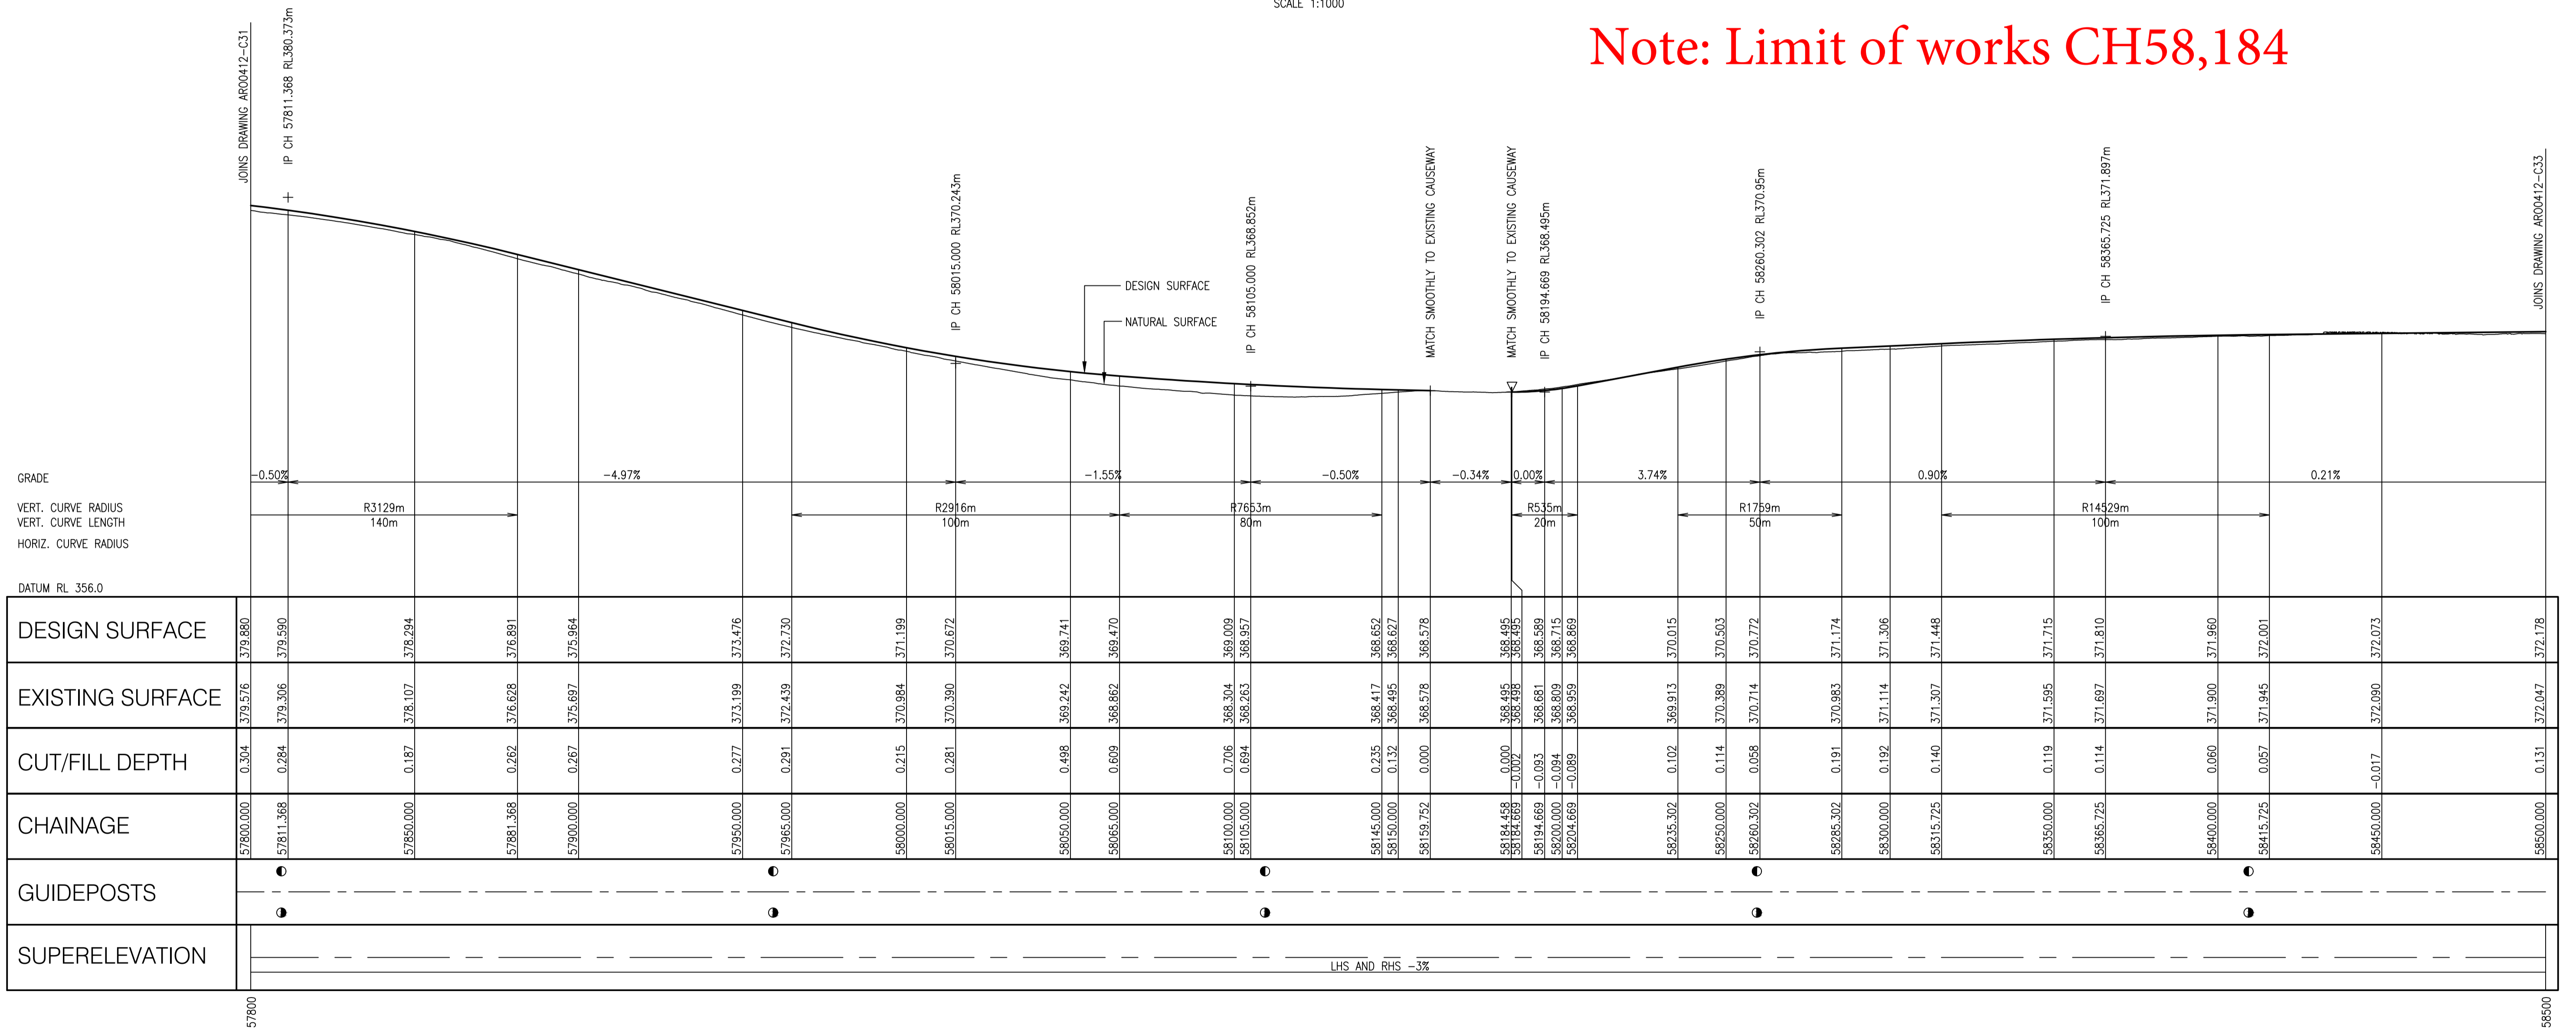 SCALE 1:1000
Note: Limit of works CH58,184
JOINS DRAWING ARO0412-C31
IP CH 57811.368 RL380.373m
IP CH 58015.000 RL370.243m
IP CH 58105.000 RL368.852m
MATCH SMOOTHLY TO EXISTING CAUSEWAY
MATCH SMOOTHLY TO EXISTING CAUSEWAY
IP CH 58194.669 RL368.495m
IP CH 58260.302 RL370.95m
IP CH 58365.725 RL371.897m
JOINS DRAWING ARO0412-C33
DESIGN SURFACE
NATURAL SURFACE
GRADE -0.50% -4.97% -1.55% -0.50% -0.34% 0.00% 3.74% 0.90% 0.21%
VERT. CURVE RADIUS R3129m R2916m R7653m R535m R1759m R14529m
VERT. CURVE LENGTH 140m 100m 80m 20m 50m 100m
HORIZ. CURVE RADIUS
DATUM RL 356.0
DESIGN SURFACE 379.880 379.590 378.294 376.891 375.964 373.476 372.730 371.199 370.672 369.741 369.470 369.009 368.957 368.652 368.627 368.578 368.495 368.495 368.589 368.715 368.869 370.015 370.503 370.772 371.174 371.306 371.448 371.715 371.810 371.960 372.001 372.073 372.178
EXISTING SURFACE 379.576 379.306 378.107 376.628 375.697 373.199 372.439 370.984 370.390 369.242 368.862 368.304 368.263 368.417 368.495 368.578 368.495 368.498 368.681 368.809 368.959 369.913 370.389 370.714 370.983 371.114 371.307 371.595 371.697 371.900 371.945 372.090 372.047
CUT/FILL DEPTH 0.304 0.284 0.187 0.262 0.267 0.277 0.291 0.215 0.281 0.498 0.609 0.706 0.694 0.235 0.132 0.000 0.000 -0.002 -0.093 -0.094 -0.089 0.102 0.114 0.058 0.191 0.192 0.140 0.119 0.114 0.060 0.057 -0.017 0.131
CHAINAGE 57800.000 57811.368 57850.000 57881.368 57900.000 57950.000 57965.000 58000.000 58015.000 58050.000 58065.000 58100.000 58105.000 58145.000 58150.000 58159.752 58184.458 58184.669 58194.669 58200.000 58204.669 58235.302 58250.000 58260.302 58285.302 58300.000 58315.725 58350.000 58365.725 58400.000 58415.725 58450.000 58500.000
GUIDEPOSTS
SUPERELEVATION
LHS AND RHS -3%
57800
58500